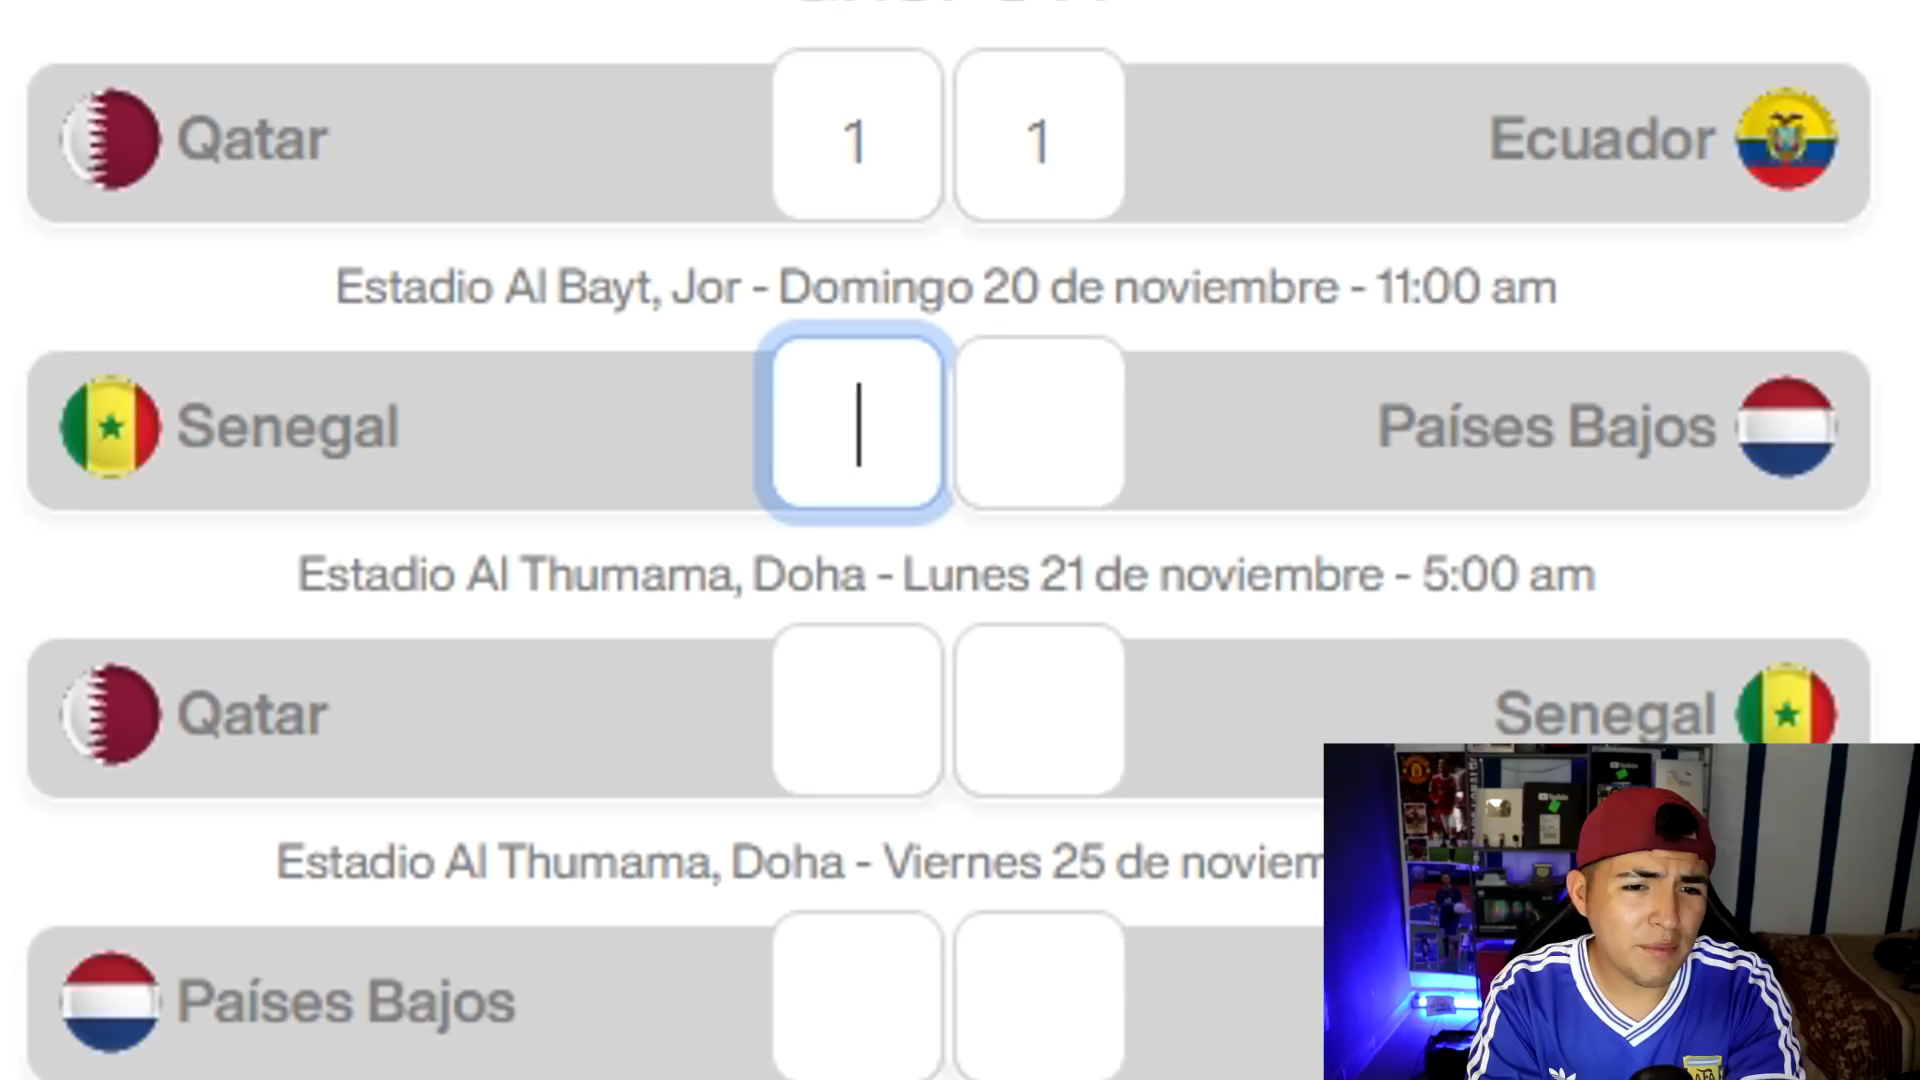 Qatar 1 1 Ecuador
Estadio Al Bayt, Jor - Domingo 20 de noviembre - 11:00 am
Senegal Países Bajos
Estadio Al Thumama, Doha - Lunes 21 de noviembre - 5:00 am
Qatar Senegal
Estadio Al Thumama, Doha - Viernes 25 de noviem
Países Bajos
AFA